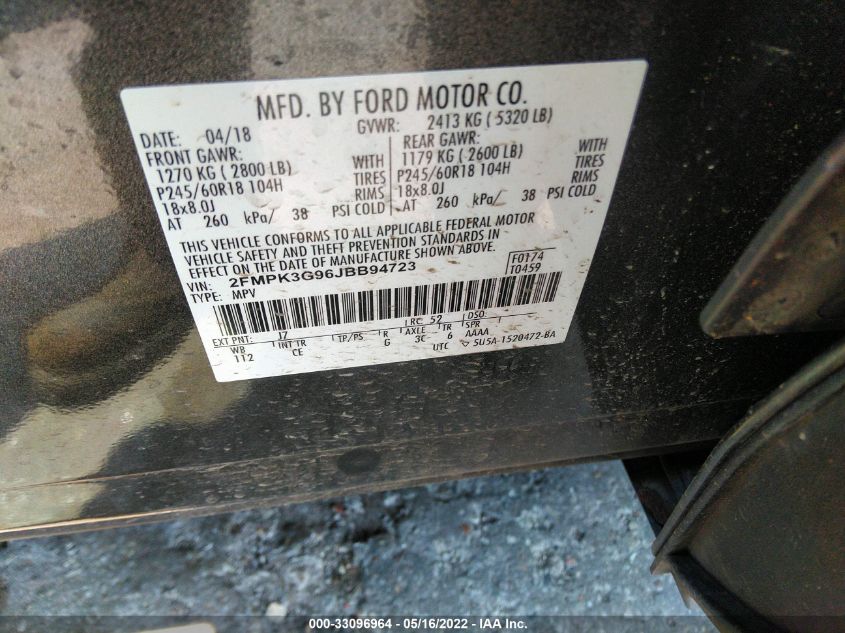 MFD. BY FORD MOTOR CO.
DATE: 04/18 GVWR: 2413 KG ( 5320 LB)
FRONT GAWR: REAR GAWR:
1270 KG ( 2800 LB) WITH 1179 KG ( 2600 LB) WITH
P245/60R18 104H TIRES P245/60R18 104H TIRES
18x8.0J RIMS 18x8.0J RIMS
AT 260 kPa/ 38 PSI COLD AT 260 kPa/ 38 PSI COLD
THIS VEHICLE CONFORMS TO ALL APPLICABLE FEDERAL MOTOR
VEHICLE SAFETY AND THEFT PREVENTION STANDARDS IN
EFFECT ON THE DATE OF MANUFACTURE SHOWN ABOVE.
VIN: 2FMPK3G96JBB94723 F0174
TYPE: MPV T0459
EXT PNT: J7 RC: 52 DSO:
WB INT TR TP/PS R AXLE TR SPR
112 CE G 3C 6 AAAA
UTC 5U5A-1520472-BA
000-33096964 - 05/16/2022 - IAA Inc.